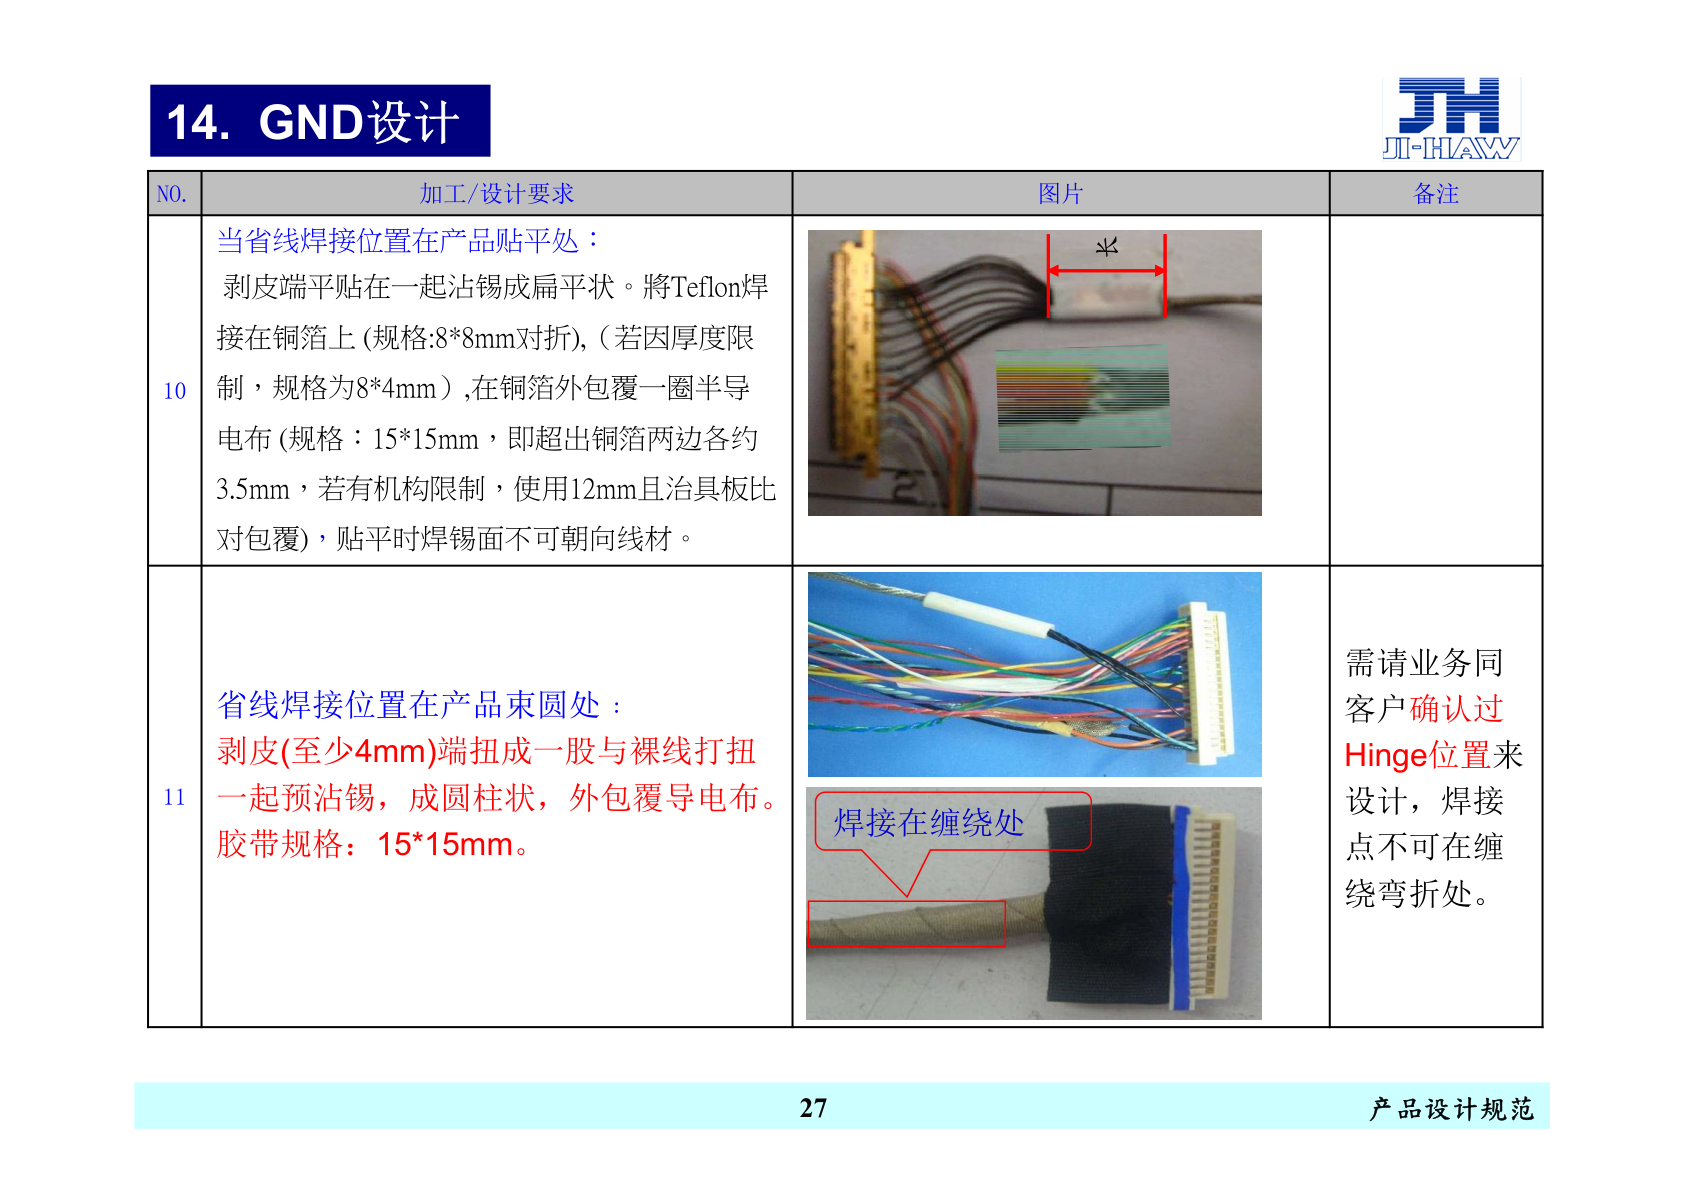 14. GND设计
JH
JI-HAW
NO.
加工/设计要求
图片
备注
10
当省线焊接位置在产品贴平处：
剥皮端平贴在一起沾锡成扁平状。將Teflon焊
接在铜箔上 (规格:8*8mm对折),（若因厚度限
制，规格为8*4mm）,在铜箔外包覆一圈半导
电布 (规格：15*15mm，即超出铜箔两边各约
3.5mm，若有机构限制，使用12mm且治具板比
对包覆)，贴平时焊锡面不可朝向线材。
长
11
省线焊接位置在产品束圆处：
剥皮(至少4mm)端扭成一股与裸线打扭
一起预沾锡，成圆柱状，外包覆导电布。
胶带规格：15*15mm。
焊接在缠绕处
需请业务同
客户确认过
Hinge位置来
设计，焊接
点不可在缠
绕弯折处。
27
产品设计规范